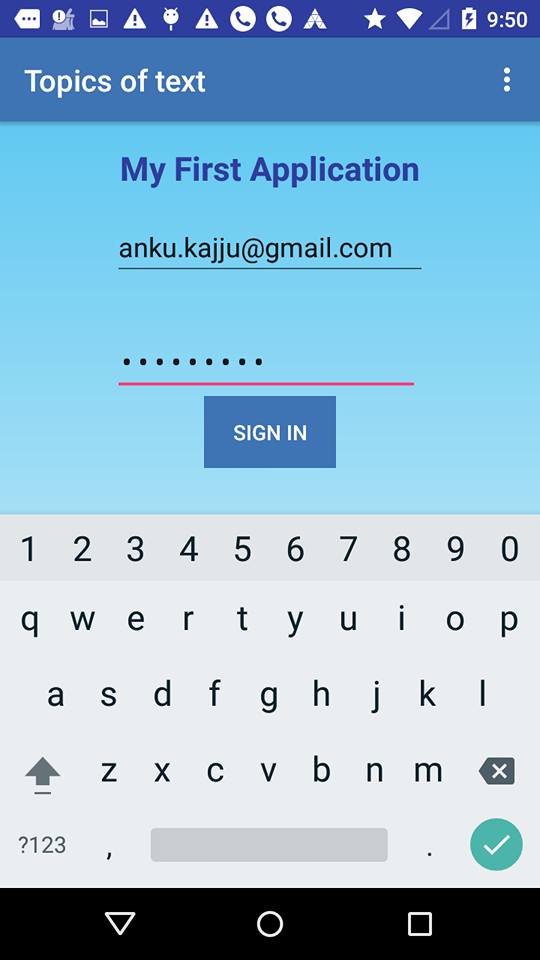 9:50
Topics of text
My First Application
anku.kajju@gmail.com
•••••••••
SIGN IN
1 2 3 4 5 6 7 8 9 0
q w e r t y u i o p
a s d f g h j k l
z x c v b n m
?123 , .